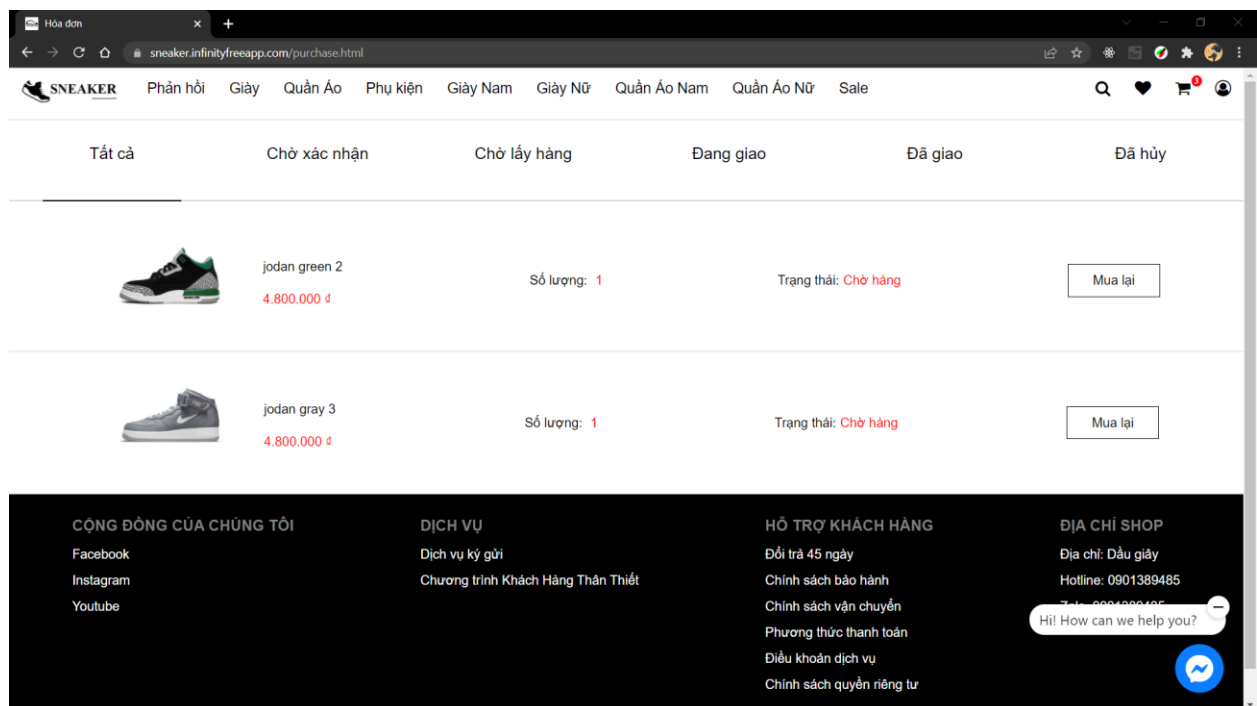 Hóa đơn
sneaker.infinityfreeapp.com/purchase.html
SNEAKER Phản hồi Giày Quần Áo Phụ kiện Giày Nam Giày Nữ Quần Áo Nam Quần Áo Nữ Sale 3
Tất cả Chờ xác nhận Chờ lấy hàng Đang giao Đã giao Đã hủy
jodan green 2
4.800.000 đ
Số lượng: 1
Trạng thái: Chờ hàng
Mua lại
jodan gray 3
4.800.000 đ
Số lượng: 1
Trạng thái: Chờ hàng
Mua lại
CỘNG ĐỒNG CỦA CHÚNG TÔI
Facebook
Instagram
Youtube
DỊCH VỤ
Dịch vụ ký gửi
Chương trình Khách Hàng Thân Thiết
HỖ TRỢ KHÁCH HÀNG
Đổi trả 45 ngày
Chính sách bảo hành
Chính sách vận chuyển
Phương thức thanh toán
Điều khoản dịch vụ
Chính sách quyền riêng tư
ĐỊA CHỈ SHOP
Địa chỉ: Dầu giây
Hotline: 0901389485
Zalo: 0901389485
Hi! How can we help you?